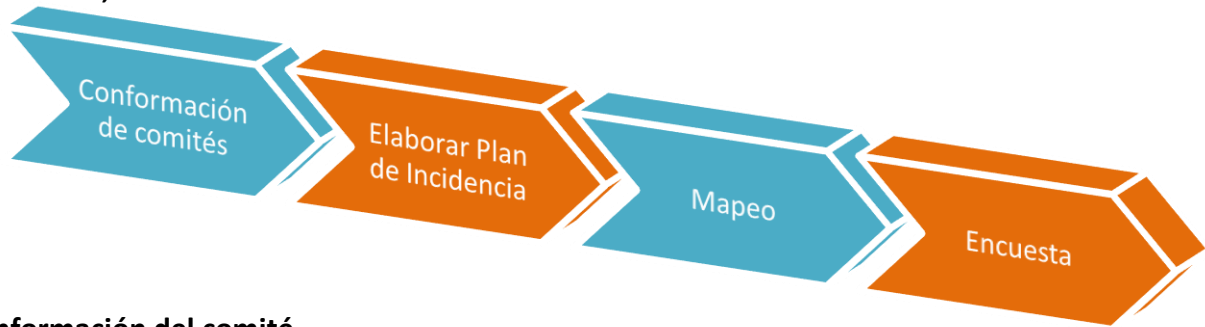 Conformación
de comités
Elaborar Plan
de Incidencia
Mapeo
Encuesta
nformación del comité